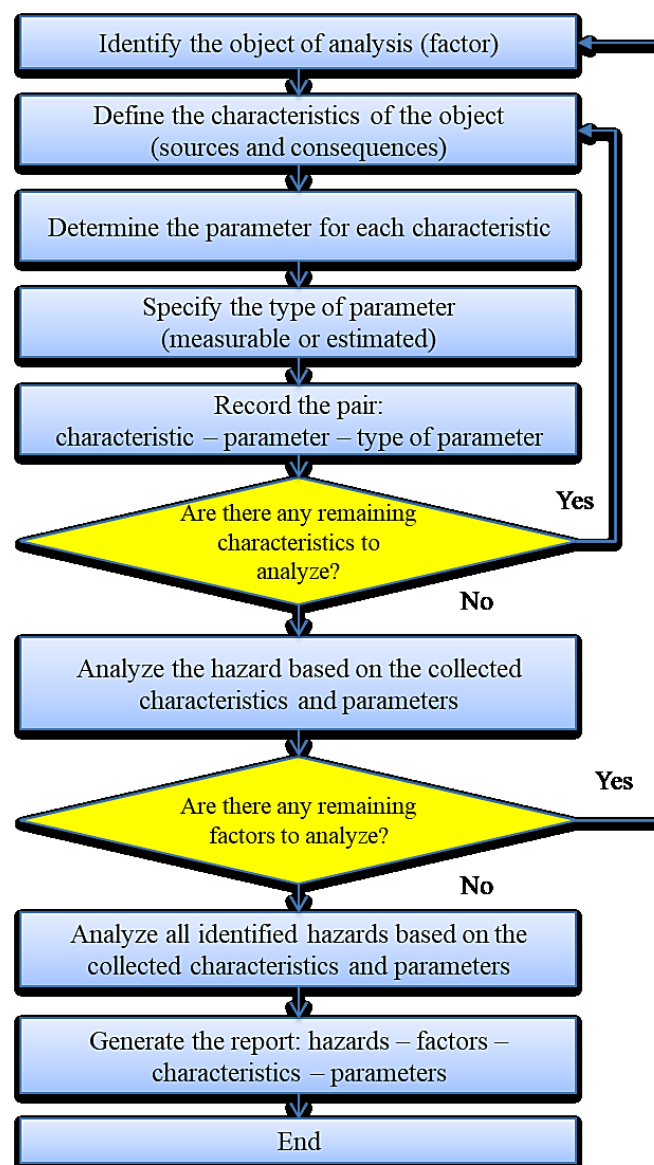 Identify the object of analysis (factor)
Define the characteristics of the object
(sources and consequences)
Determine the parameter for each characteristic
Specify the type of parameter
(measurable or estimated)
Record the pair:
characteristic – parameter – type of parameter
Yes
Are there any remaining
characteristics to
analyze?
No
Analyze the hazard based on the collected
characteristics and parameters
Yes
Are there any remaining
factors to analyze?
No
Analyze all identified hazards based on the
collected characteristics and parameters
Generate the report: hazards – factors –
characteristics – parameters
End